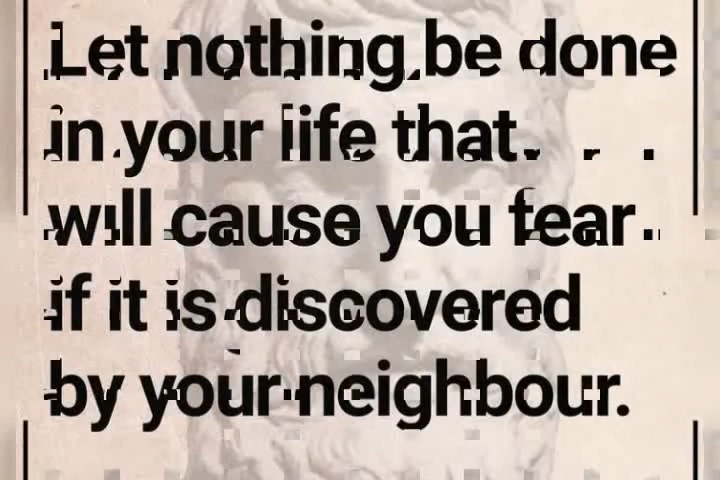 Let nothing be done
in your life that
will cause you fear
if it is discovered
by your neighbour.